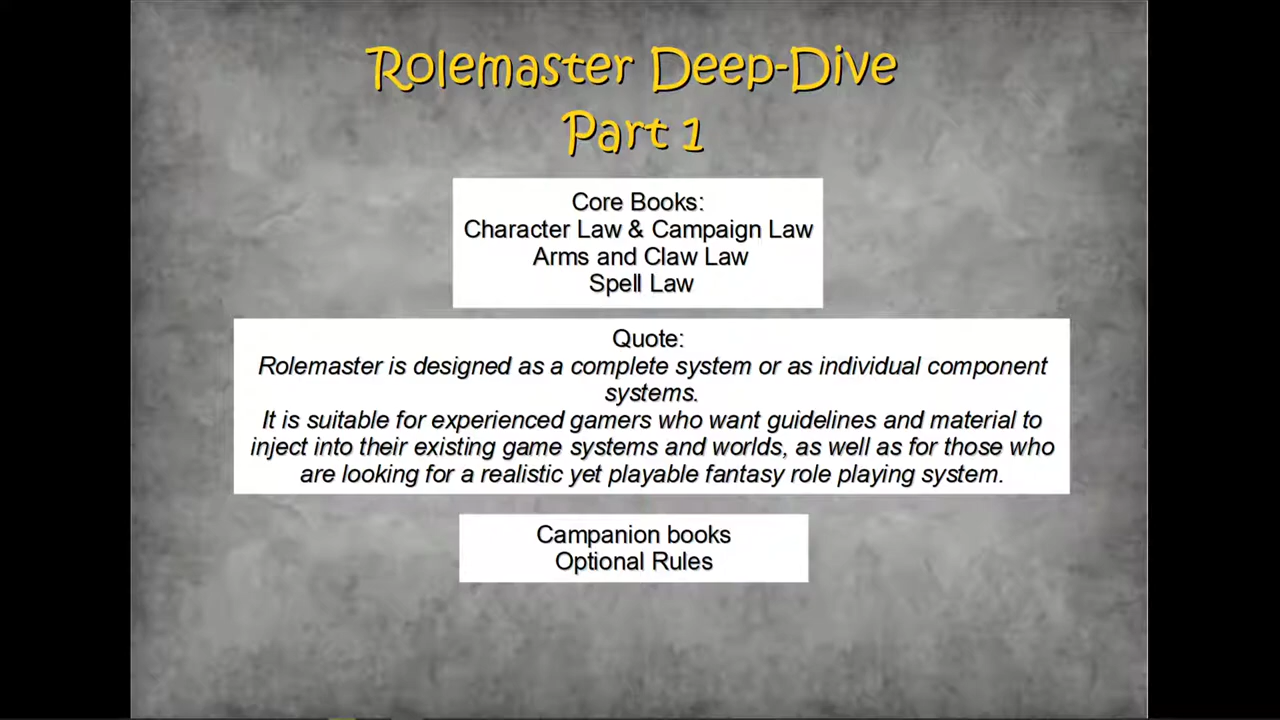 Rolemaster Deep-Dive
Part 1
Core Books:
Character Law & Campaign Law
Arms and Claw Law
Spell Law
Quote:
Rolemaster is designed as a complete system or as individual component
systems.
It is suitable for experienced gamers who want guidelines and material to
inject into their existing game systems and worlds, as well as for those who
are looking for a realistic yet playable fantasy role playing system.
Campanion books
Optional Rules